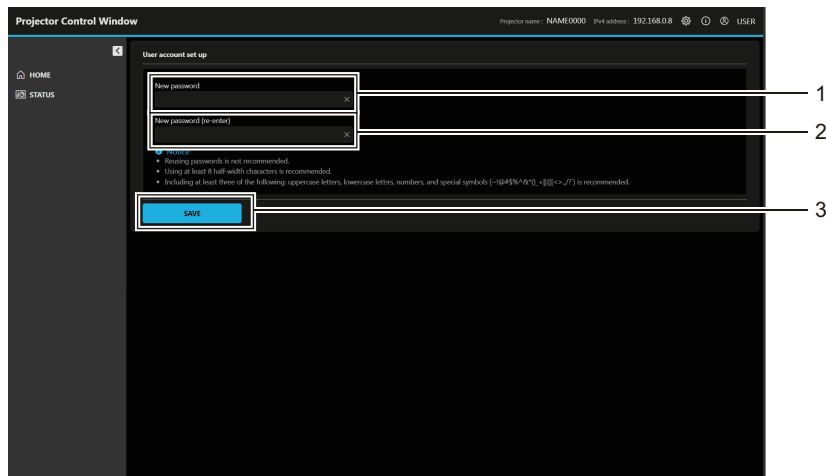 Projector Control Window Projector name : NAME0000 IPv4 address : 192.168.0.8 USER
User account set up
HOME
STATUS
New password
1
New password (re-enter)
2
Notice
• Reusing passwords is not recommended.
• Using at least 8 half-width characters is recommended.
• Including at least three of the following: uppercase letters, lowercase letters, numbers, and special symbols is recommended.
SAVE
3